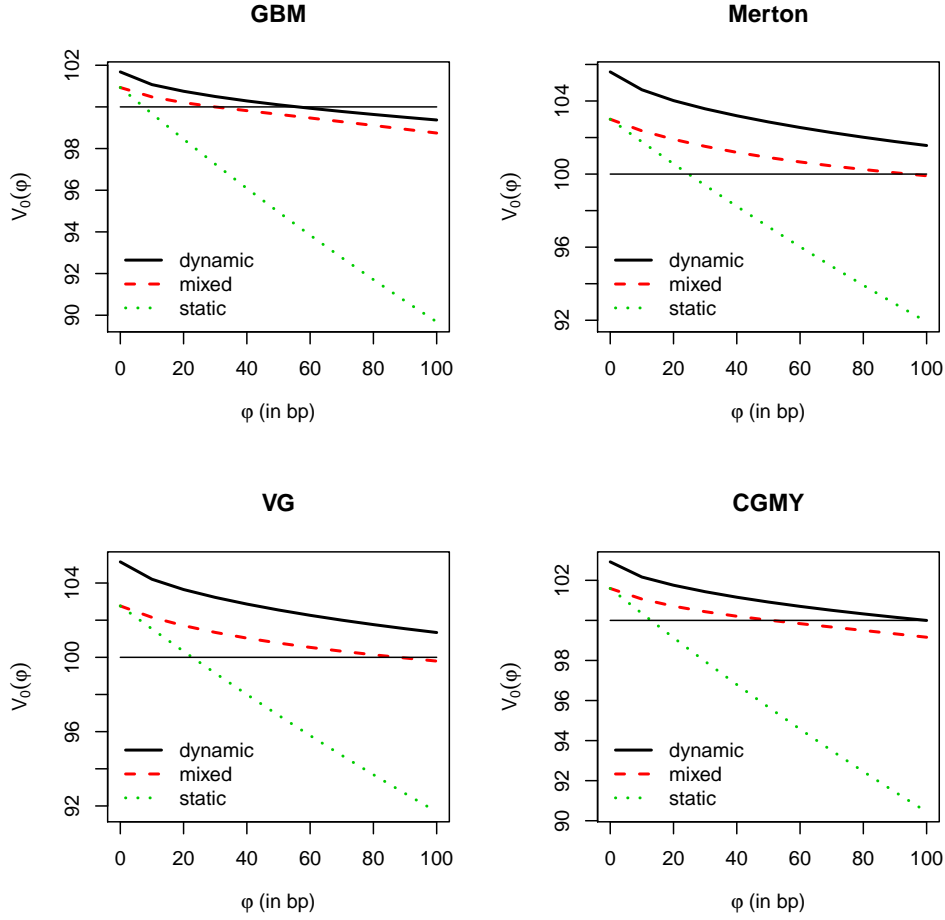 GBM
V0(φ)
90 92 94 96 98 102
dynamic
mixed
static
0 20 40 60 80 100
φ (in bp)
Merton
V0(φ)
92 96 100 104
dynamic
mixed
static
0 20 40 60 80 100
φ (in bp)
VG
V0(φ)
92 96 100 104
dynamic
mixed
static
0 20 40 60 80 100
φ (in bp)
CGMY
V0(φ)
90 92 94 96 98 102
dynamic
mixed
static
0 20 40 60 80 100
φ (in bp)